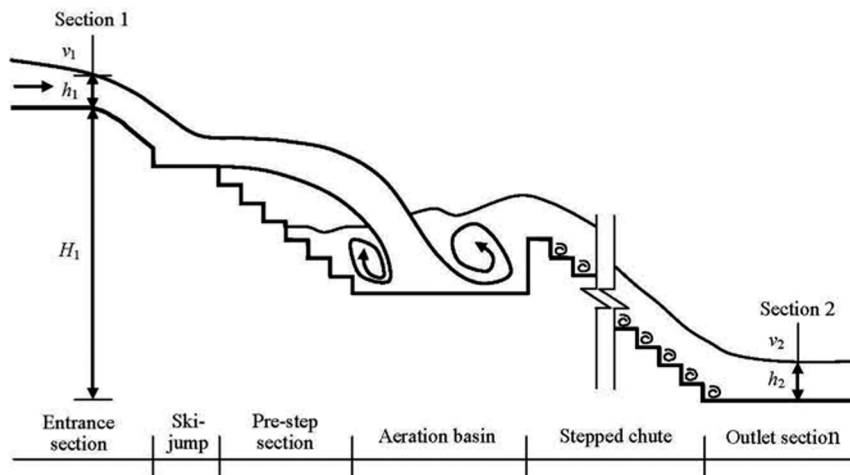 Section 1
v1
h1
H1
Section 2
v2
h2
Entrance section
Ski-jump
Pre-step section
Aeration basin
Stepped chute
Outlet section